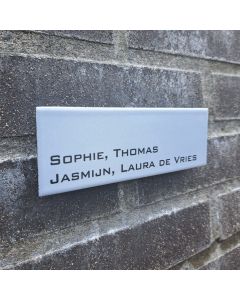 Sophie, Thomas
Jasmijn, Laura de Vries